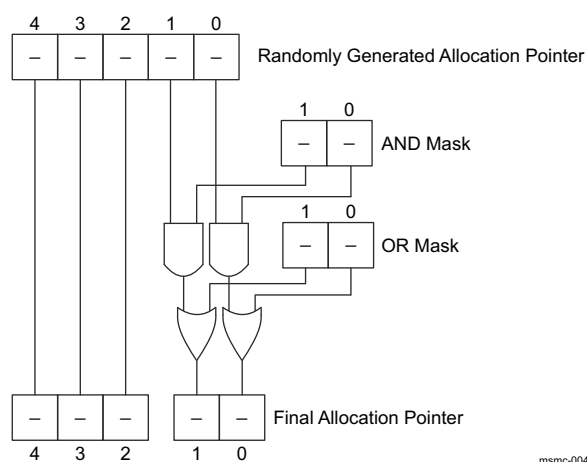 4 3 2 1 0
– – – – – Randomly Generated Allocation Pointer
1 0
– – AND Mask
1 0
– – OR Mask
– – – – – Final Allocation Pointer
4 3 2 1 0
msmc-004